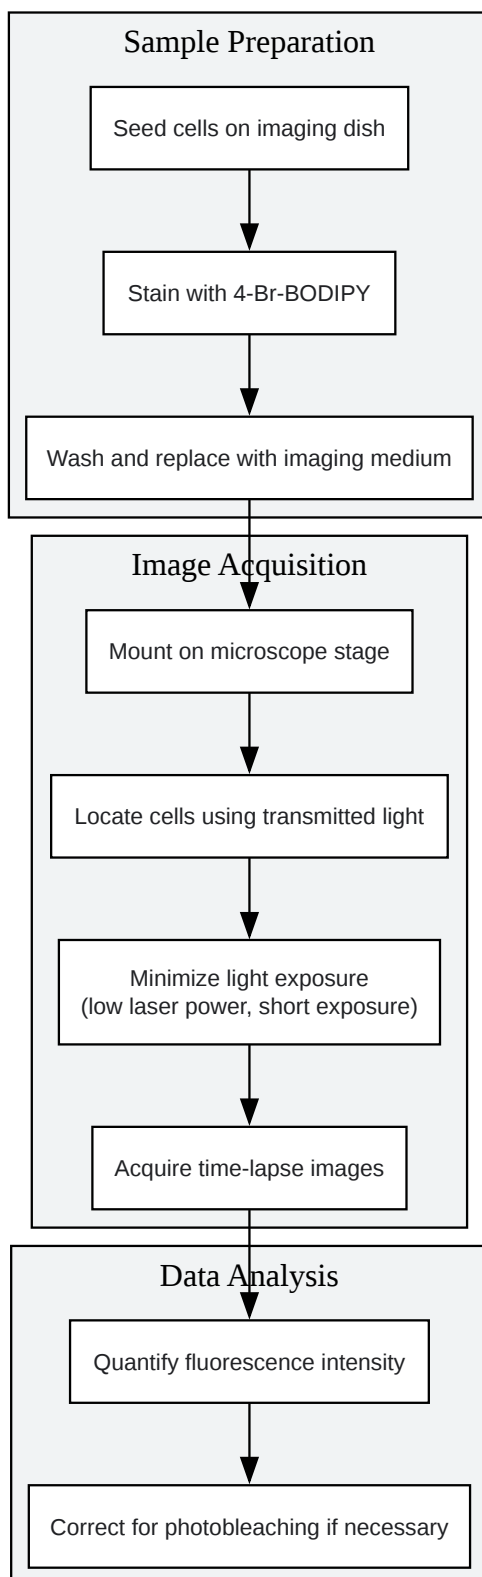 Sample Preparation
Seed cells on imaging dish
Stain with 4-Br-BODIPY
Wash and replace with imaging medium
Image Acquisition
Mount on microscope stage
Locate cells using transmitted light
Minimize light exposure
(low laser power, short exposure)
Acquire time-lapse images
Data Analysis
Quantify fluorescence intensity
Correct for photobleaching if necessary